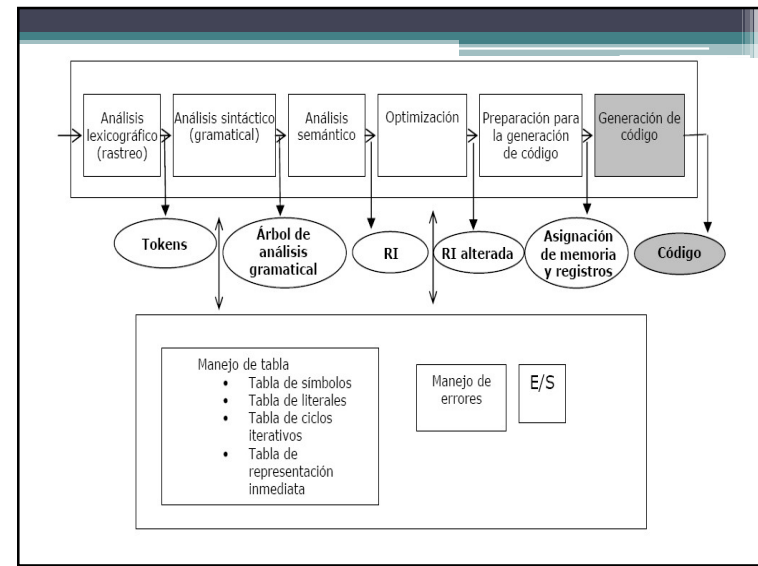 Análisis
lexicográfico
(rastreo)
Análisis sintáctico
(gramatical)
Análisis
semántico
Optimización
Preparación para
la generación
de código
Generación de
código
Tokens
Árbol de
análisis
gramatical
RI
RI alterada
Asignación
de memoria
y registros
Código
Manejo de tabla
• Tabla de símbolos
• Tabla de literales
• Tabla de ciclos
iterativos
• Tabla de
representación
inmediata
Manejo de
errores
E/S